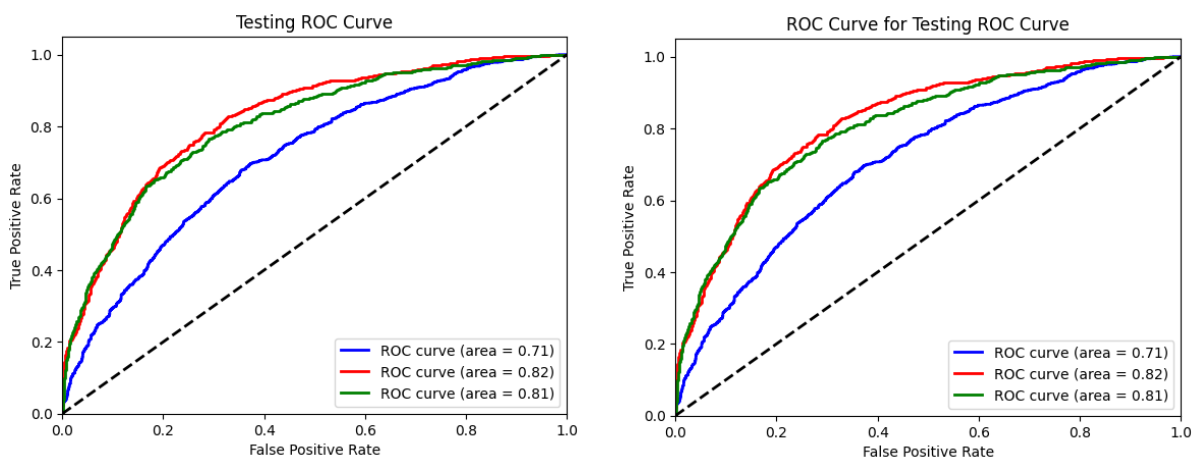 Testing ROC Curve
1.0
0.8
0.6
0.4
0.2
0.0
True Positive Rate
ROC curve (area = 0.71)
ROC curve (area = 0.82)
ROC curve (area = 0.81)
0.0 0.2 0.4 0.6 0.8 1.0
False Positive Rate
ROC Curve for Testing ROC Curve
1.0
0.8
0.6
0.4
0.2
0.0
True Positive Rate
ROC curve (area = 0.71)
ROC curve (area = 0.82)
ROC curve (area = 0.81)
0.0 0.2 0.4 0.6 0.8 1.0
False Positive Rate